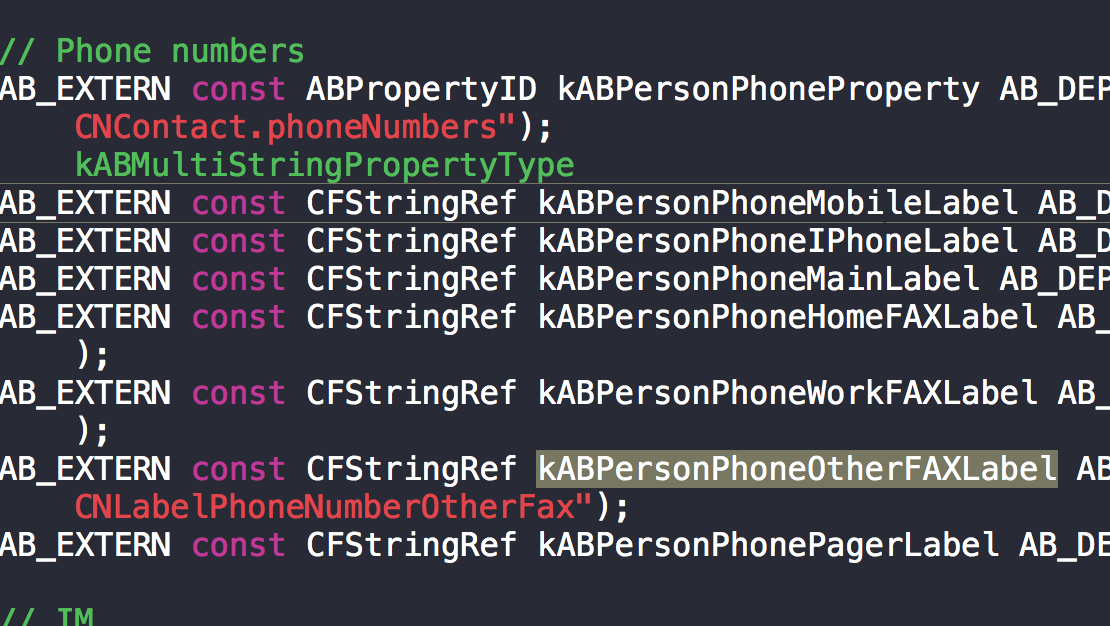 // Phone numbers
AB_EXTERN const ABPropertyID kABPersonPhoneProperty AB_DEP
CNContact.phoneNumbers");
kABMultiStringPropertyType
AB_EXTERN const CFStringRef kABPersonPhoneMobileLabel AB_D
AB_EXTERN const CFStringRef kABPersonPhoneIPhoneLabel AB_D
AB_EXTERN const CFStringRef kABPersonPhoneMainLabel AB_DEP
AB_EXTERN const CFStringRef kABPersonPhoneHomeFAXLabel AB_
);
AB_EXTERN const CFStringRef kABPersonPhoneWorkFAXLabel AB_
);
AB_EXTERN const CFStringRef kABPersonPhoneOtherFAXLabel AB
CNLabelPhoneNumberOtherFax");
AB_EXTERN const CFStringRef kABPersonPhonePagerLabel AB_DE
// IM